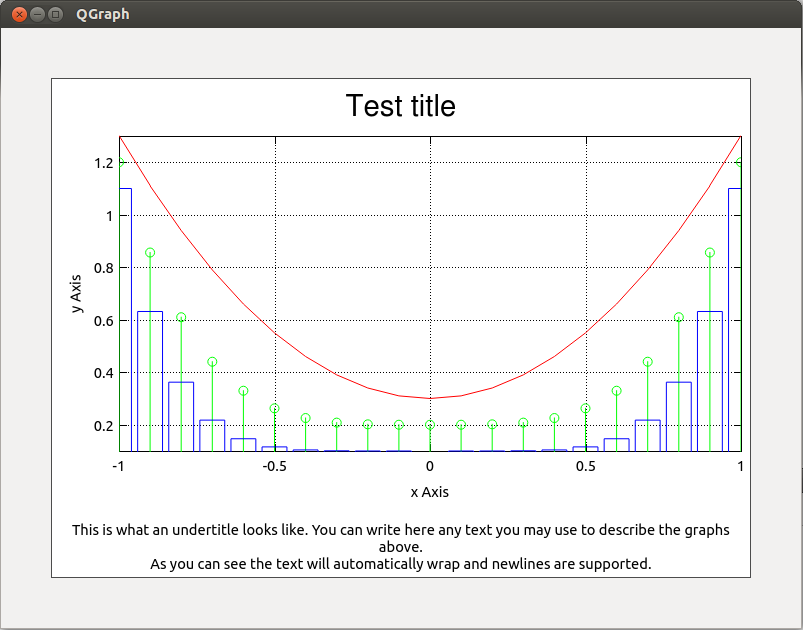 QGraph
Test title
1.2
1
0.8
0.6
0.4
0.2
y Axis
-1 -0.5 0 0.5 1
x Axis
This is what an undertitle looks like. You can write here any text you may use to describe the graphs
above.
As you can see the text will automatically wrap and newlines are supported.